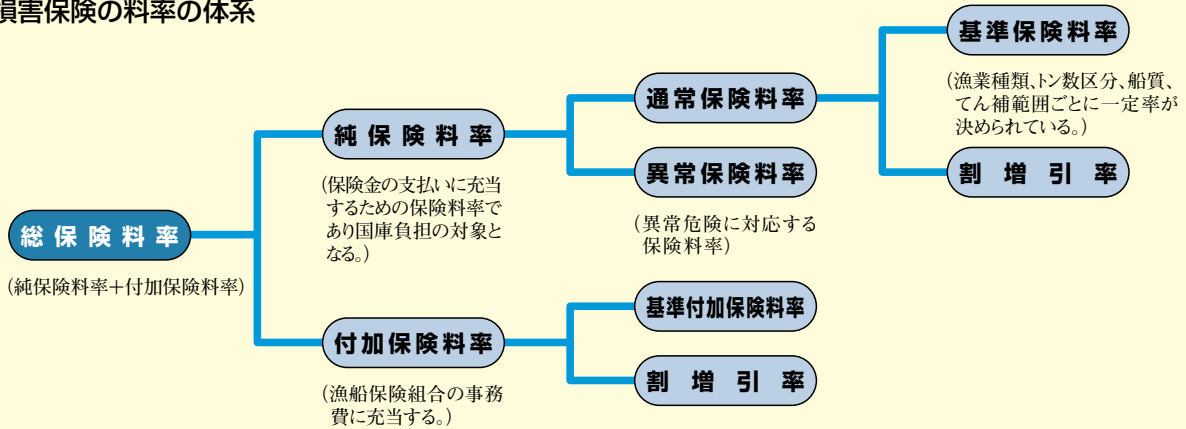 損害保険の料率の体系
総保険料率
(純保険料率+付加保険料率)
純保険料率
(保険金の支払いに充当
するための保険料率で
あり国庫負担の対象と
なる。)
付加保険料率
(漁船保険組合の事務
費に充当する。)
通常保険料率
異常保険料率
(異常危険に対応する
保険料率)
基準付加保険料率
割増引率
基準保険料率
(漁業種類、トン数区分、船質、
てん補範囲ごとに一定率が
決められている。)
割増引率